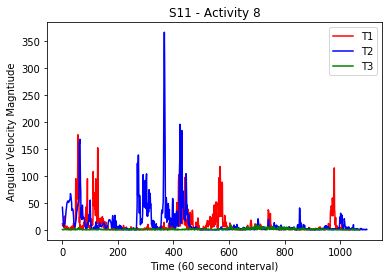 S11 - Activity 8
T1
T2
T3
Angular Velocity Magntiude
350
300
250
200
150
100
50
0
0 200 400 600 800 1000
Time (60 second interval)